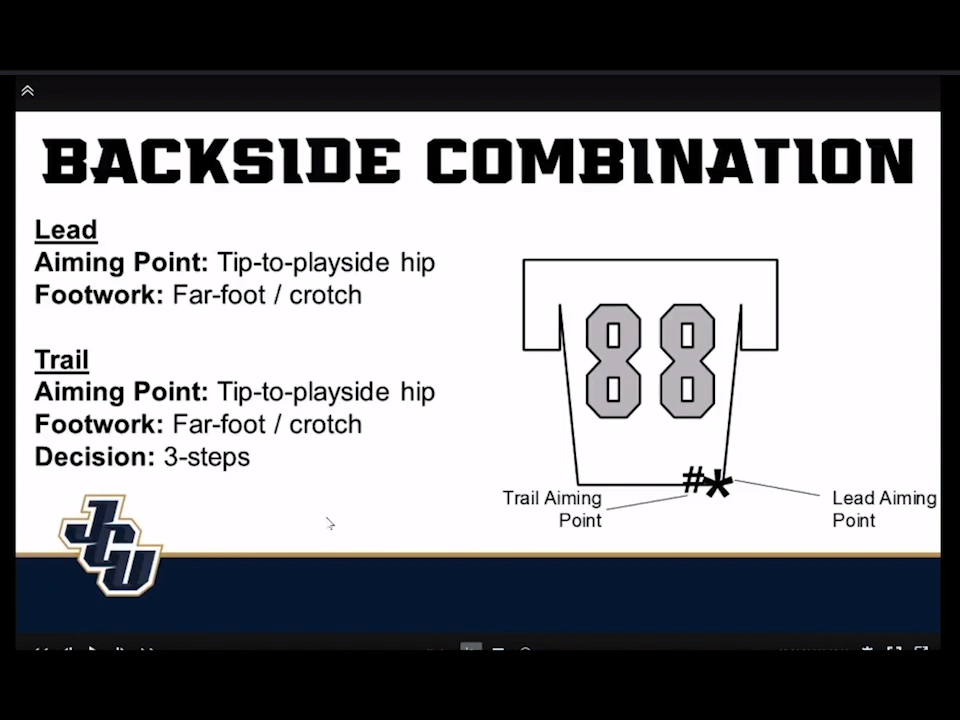 BACKSIDE COMBINATION
Lead
Aiming Point: Tip-to-playside hip
Footwork: Far-foot / crotch
Trail
Aiming Point: Tip-to-playside hip
Footwork: Far-foot / crotch
Decision: 3-steps
88
#*
Trail Aiming
Point
Lead Aiming
Point
JCU